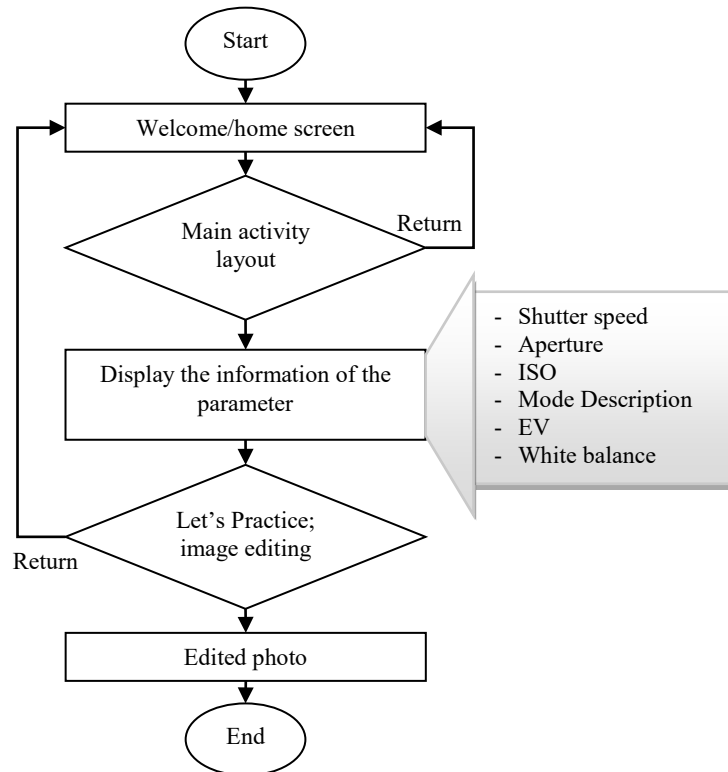 Start
Welcome/home screen
Main activity
layout
Return
Display the information of the
parameter
- Shutter speed
- Aperture
- ISO
- Mode Description
- EV
- White balance
Let’s Practice;
image editing
Return
Edited photo
End